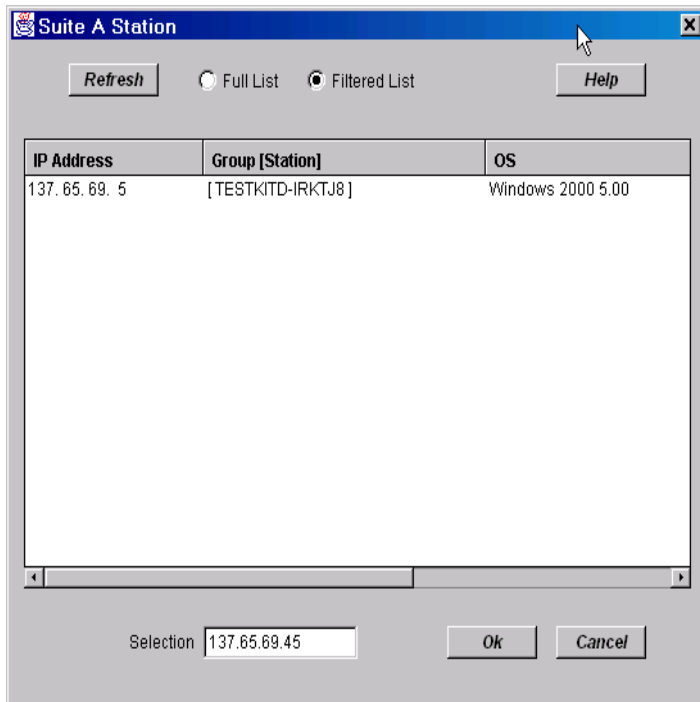 Suite A Station
Refresh Full List Filtered List Help
IP Address Group [Station] OS
137. 65. 69. 5 [ TESTKITD-IRKTJ8 ] Windows 2000 5.00
Selection 137.65.69.45 Ok Cancel